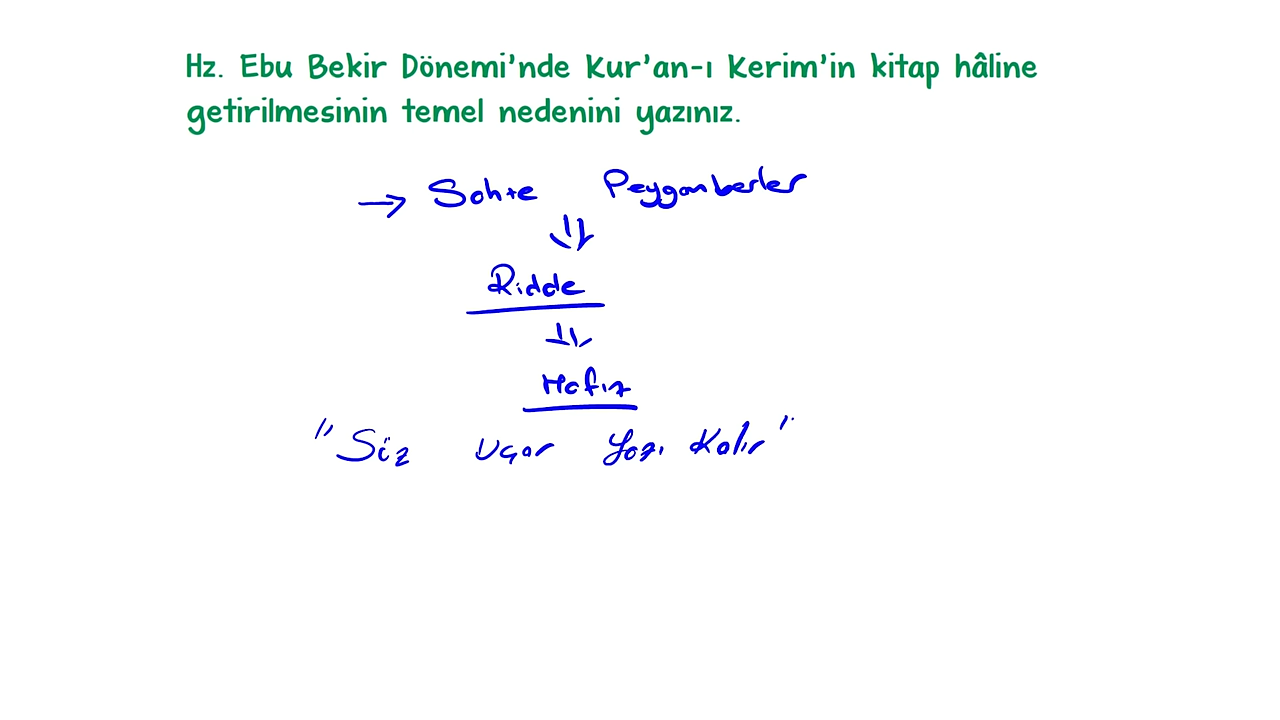 Hz. Ebu Bekir Dönemi'nde Kur'an-ı Kerim'in kitap hâline
getirilmesinin temel nedenini yazınız.
→ Sahte Peygamberler
Ridde
Hafız
"Söz Uçar Yazı Kalır"